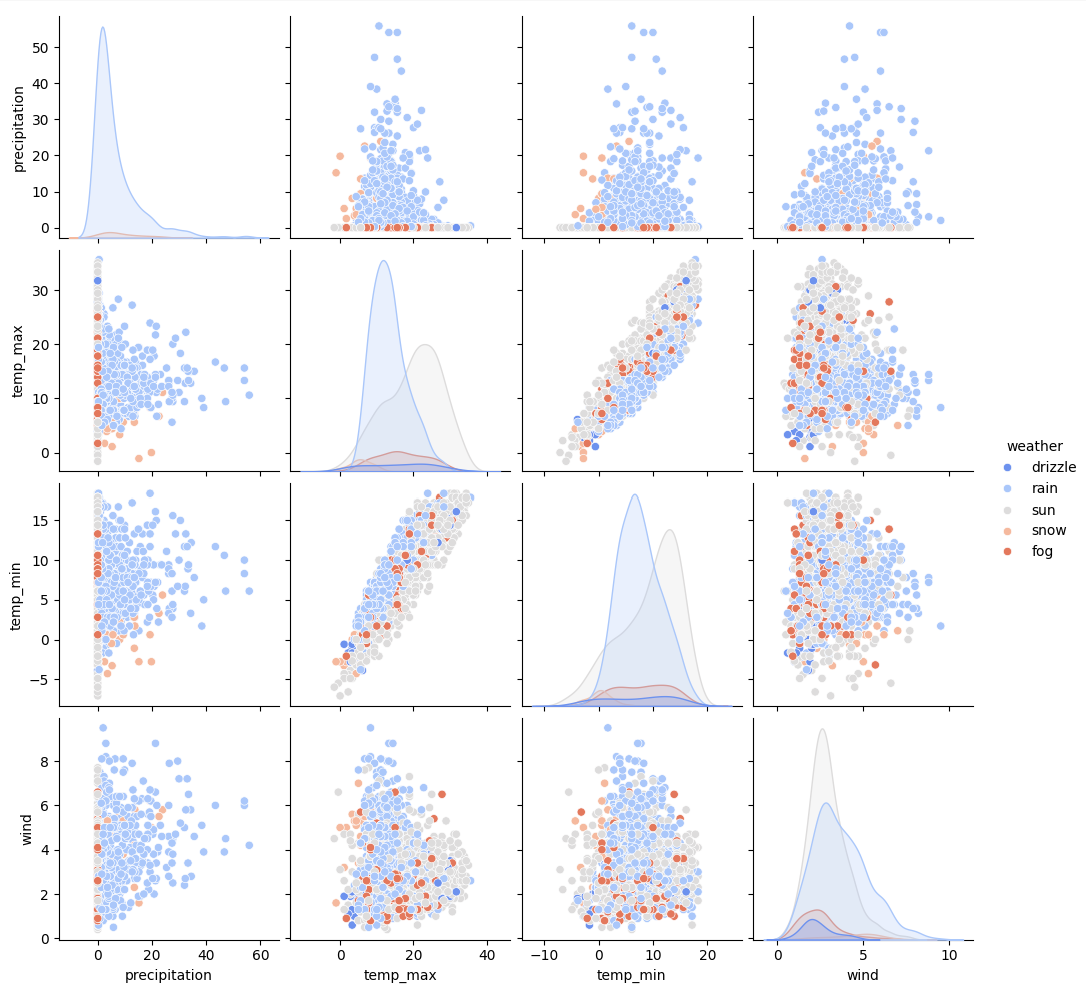 precipitation
50
40
30
20
10
0
temp_max
30
20
10
0
temp_min
15
10
5
0
−5
wind
8
6
4
2
0
0 20 40 60
0 20 40
−10 0 10 20
0 5 10
precipitation temp_max temp_min wind
weather
drizzle
rain
sun
snow
fog